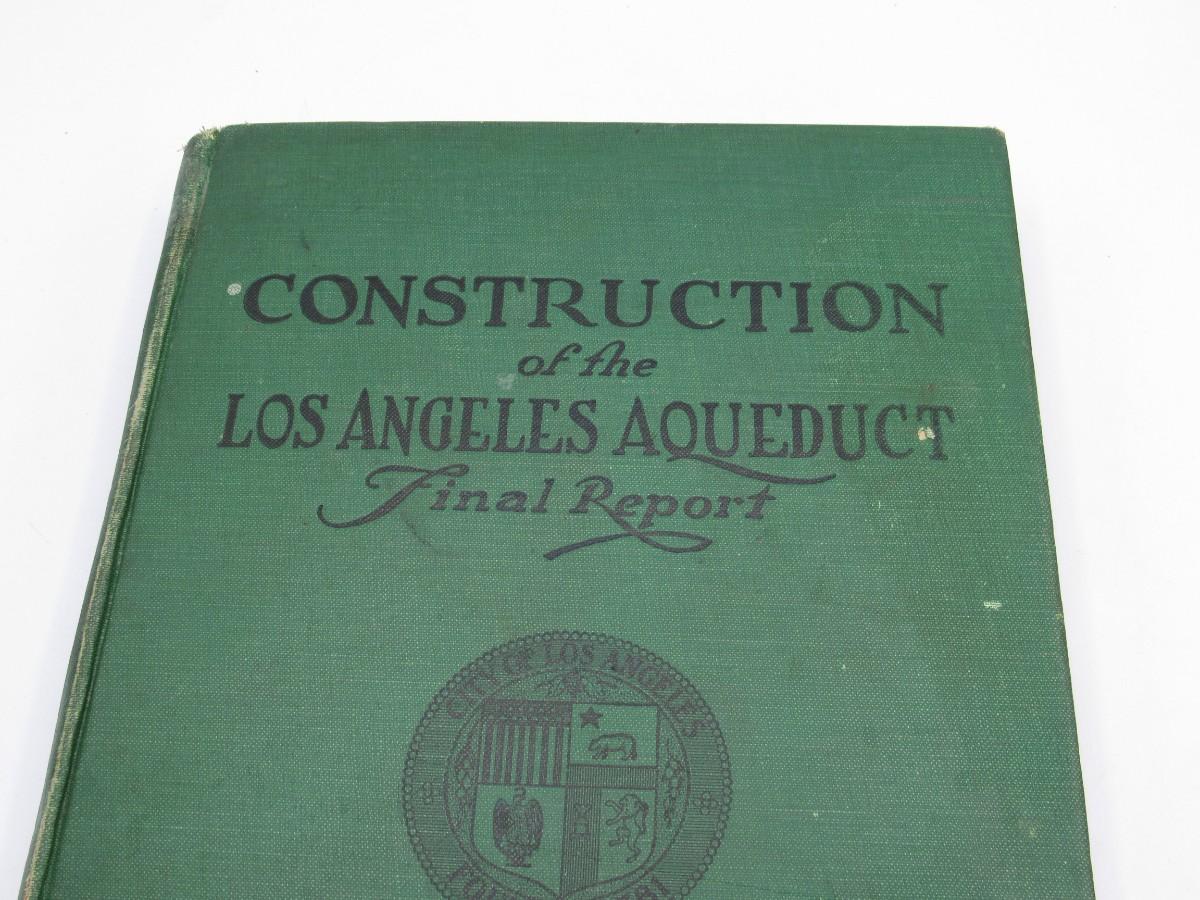 CONSTRUCTION
of the
LOS ANGELES AQUEDUCT
Final Report
CITY OF LOS ANGELES